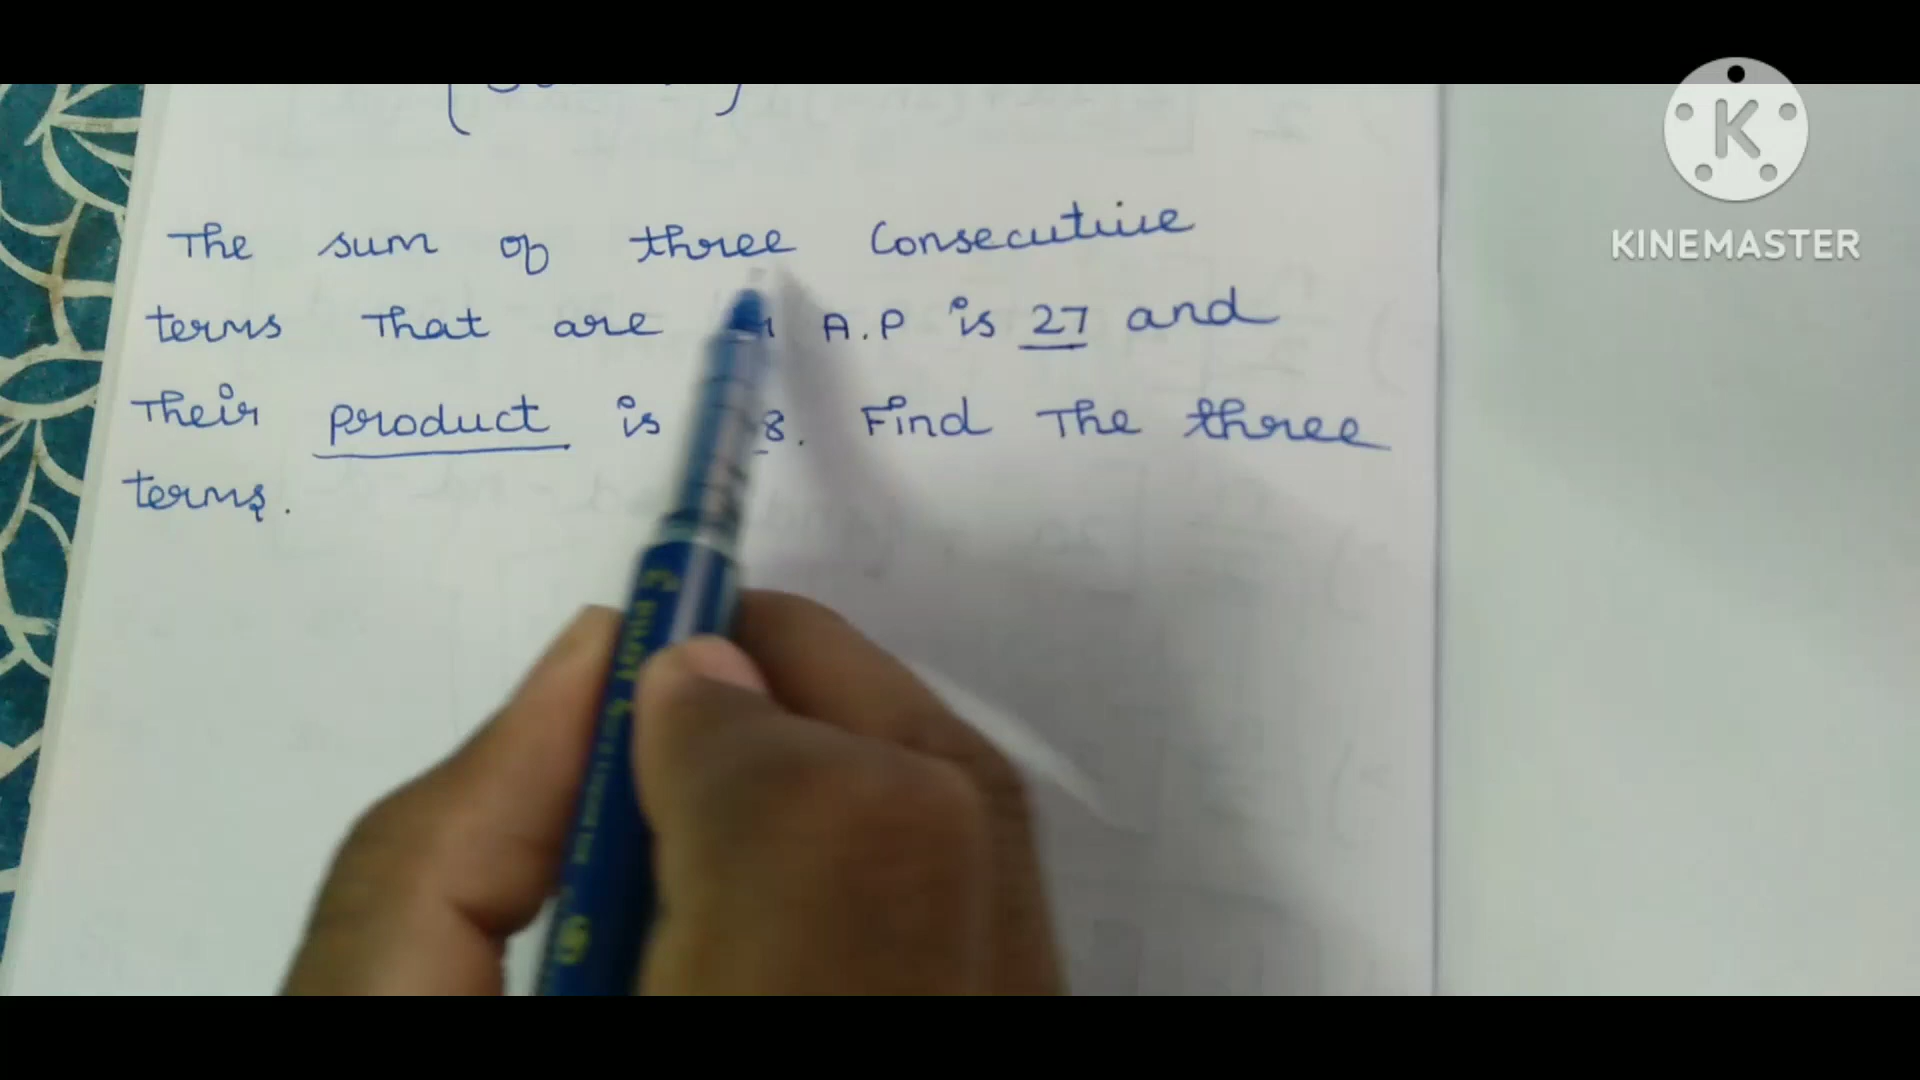 The sum of three Consecutive
terms That are A.P is 27 and
Their product is 8. Find The three
terms.
K
KINEMASTER